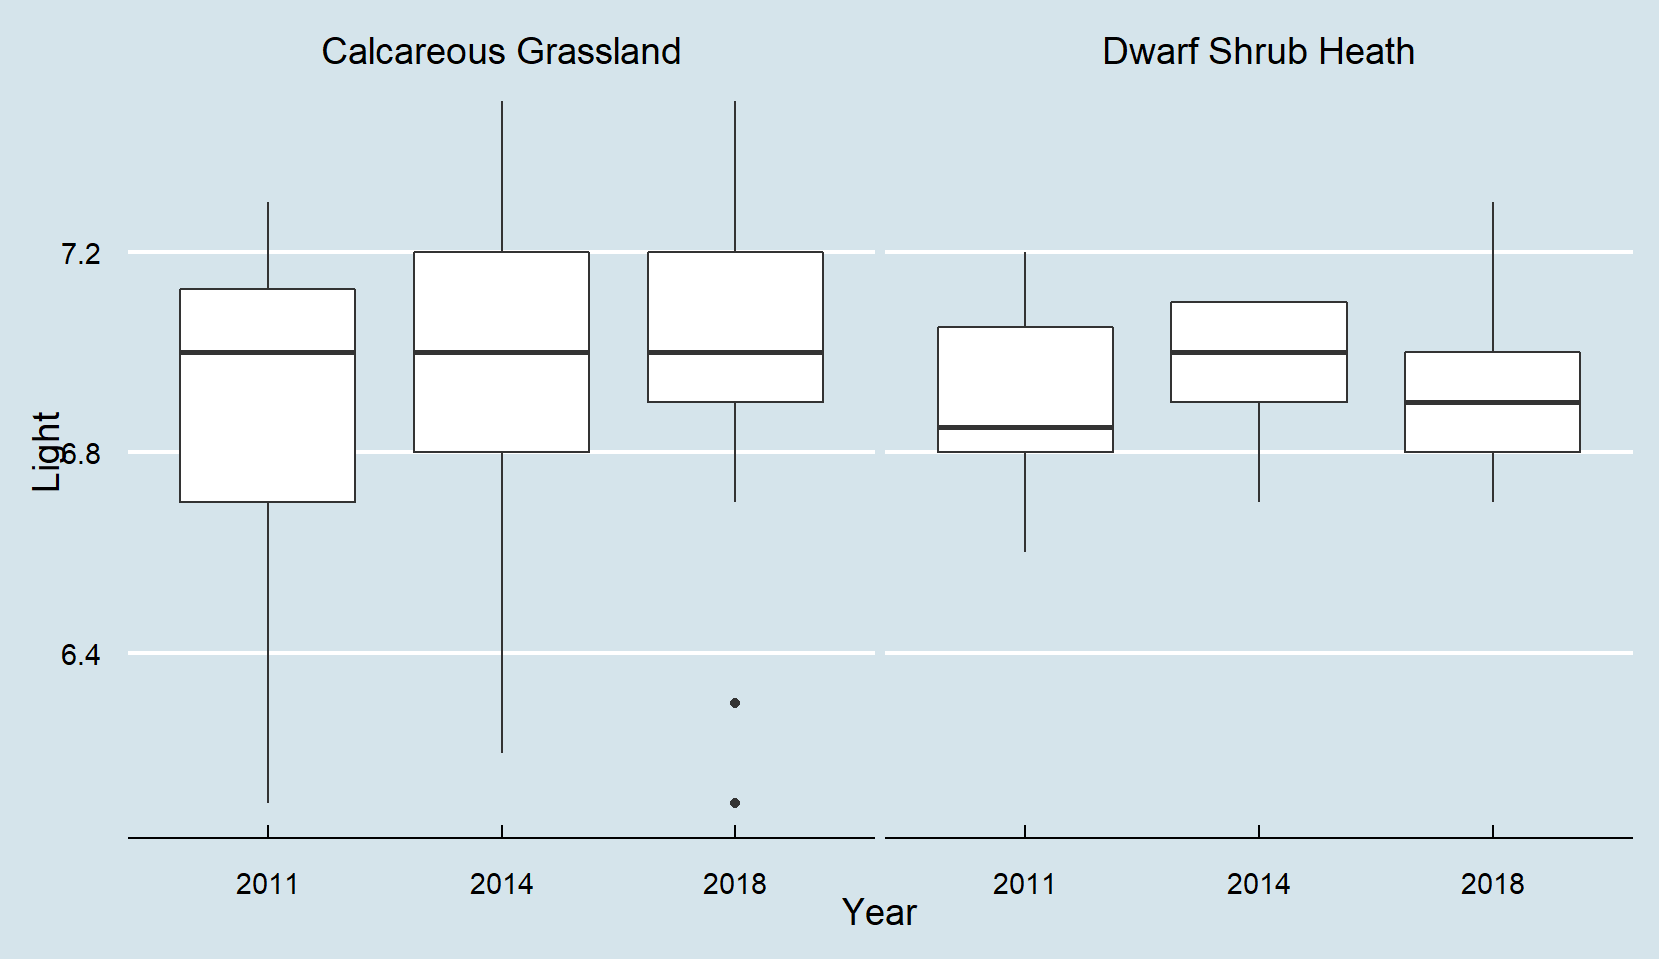 Calcareous Grassland
Dwarf Shrub Heath
Light
7.2
6.8
6.4
2011 2014 2018 2011 2014 2018
Year